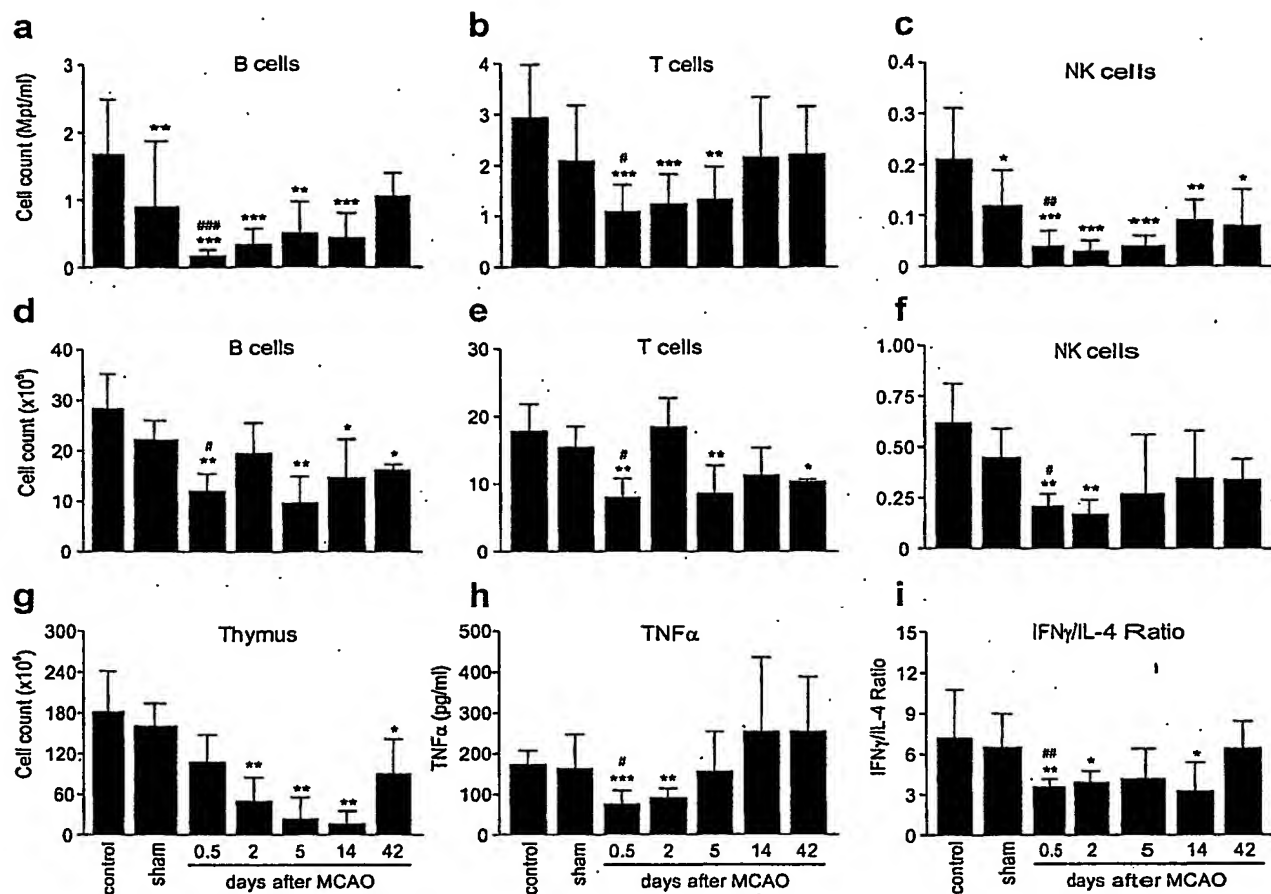 a
B cells
Cell count (Mpt/ml)
3
2
1
0
**
###
***
***
**
***
b
T cells
4
3
2
1
0
#
***
***
**
c
NK cells
0.4
0.3
0.2
0.1
0
*
##
***
***
***
**
*
d
B cells
Cell count (x10⁶)
40
30
20
10
0
#
**
**
*
*
e
T cells
30
20
10
0
#
**
**
*
f
NK cells
1.00
0.75
0.50
0.25
0
#
**
**
g
Thymus
Cell count (x10⁶)
300
240
180
120
60
0
**
**
**
*
control
sham
0.5 2 5 14 42
days after MCAO
h
TNFα
TNFα (pg/ml)
500
400
300
200
100
0
#
***
**
control
sham
0.5 2 5 14 42
days after MCAO
i
IFNγ/IL-4 Ratio
IFNγ/IL-4 Ratio
15
12
9
6
3
0
##
**
*
*
control
sham
0.5 2 5 14 42
days after MCAO